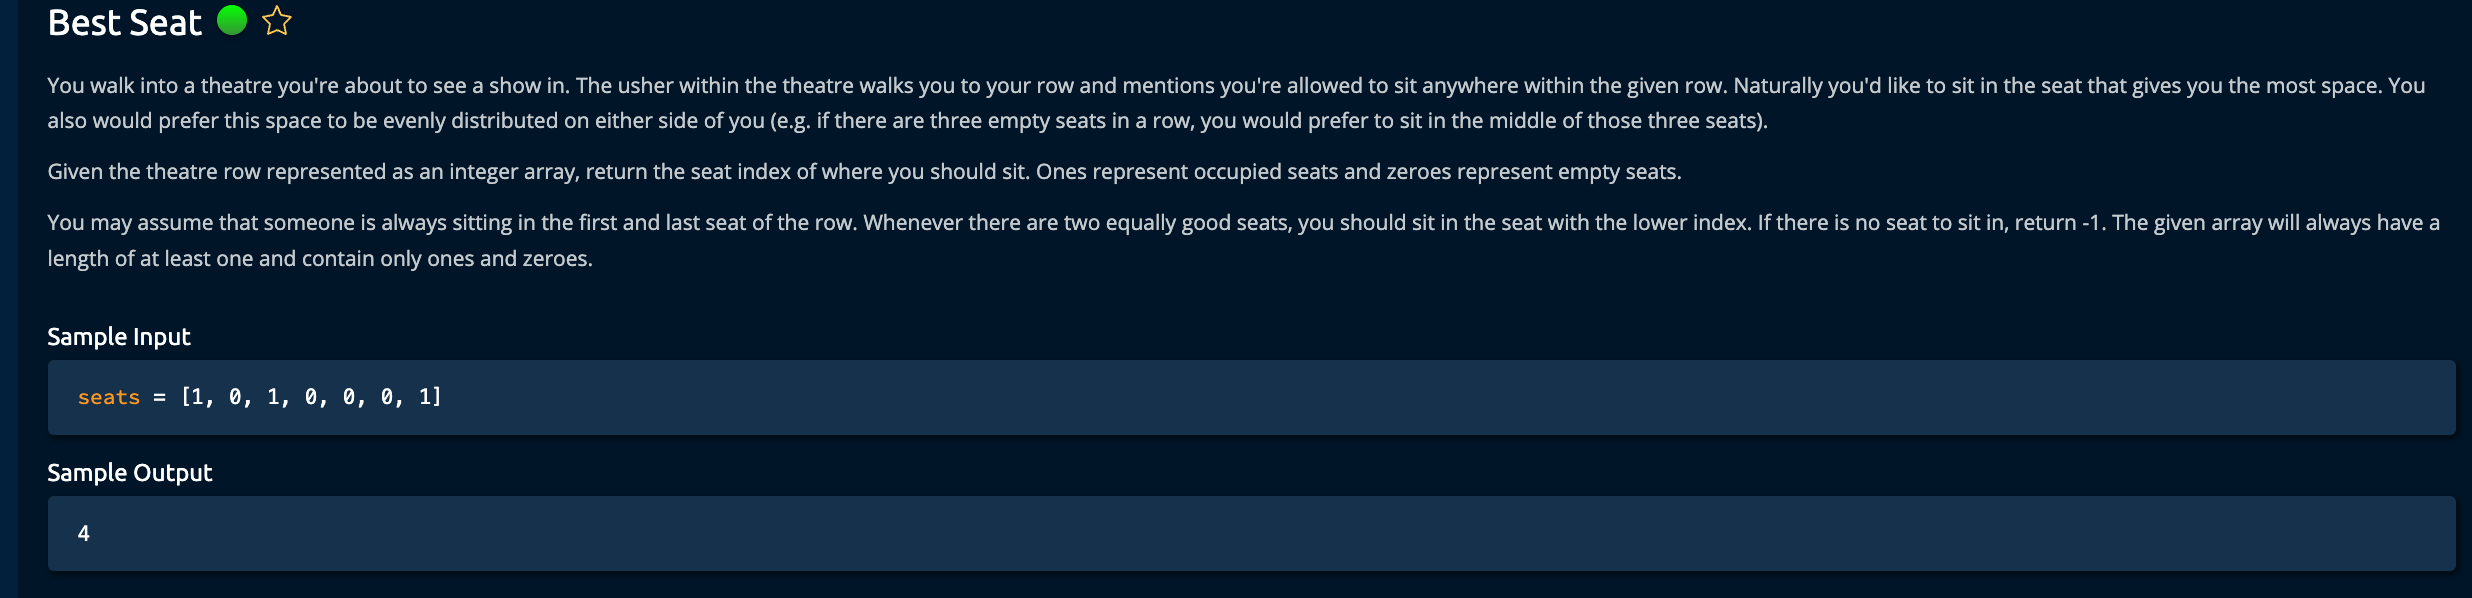 Best Seat
You walk into a theatre you're about to see a show in. The usher within the theatre walks you to your row and mentions you're allowed to sit anywhere within the given row. Naturally you'd like to sit in the seat that gives you the most space. You
also would prefer this space to be evenly distributed on either side of you (e.g. if there are three empty seats in a row, you would prefer to sit in the middle of those three seats).
Given the theatre row represented as an integer array, return the seat index of where you should sit. Ones represent occupied seats and zeroes represent empty seats.
You may assume that someone is always sitting in the first and last seat of the row. Whenever there are two equally good seats, you should sit in the seat with the lower index. If there is no seat to sit in, return -1. The given array will always have a
length of at least one and contain only ones and zeroes.
Sample Input
seats = [1, 0, 1, 0, 0, 0, 1]
Sample Output
4